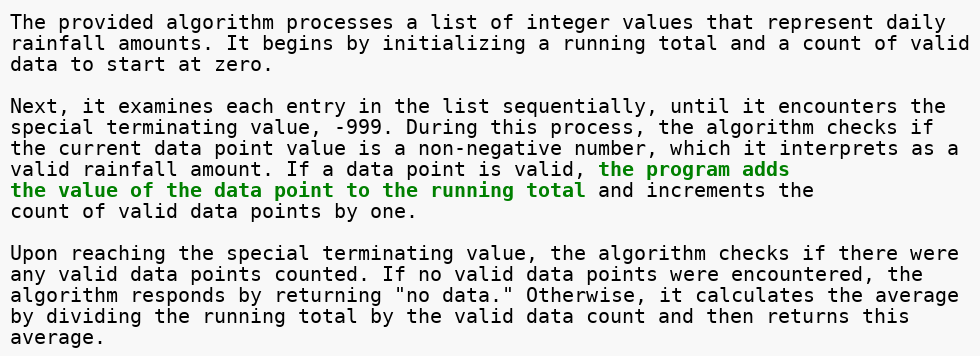 The provided algorithm processes a list of integer values that represent daily
rainfall amounts. It begins by initializing a running total and a count of valid
data to start at zero.
Next, it examines each entry in the list sequentially, until it encounters the
special terminating value, -999. During this process, the algorithm checks if
the current data point value is a non-negative number, which it interprets as a
valid rainfall amount. If a data point is valid, the program adds
the value of the data point to the running total and increments the
count of valid data points by one.
Upon reaching the special terminating value, the algorithm checks if there were
any valid data points counted. If no valid data points were encountered, the
algorithm responds by returning "no data." Otherwise, it calculates the average
by dividing the running total by the valid data count and then returns this
average.